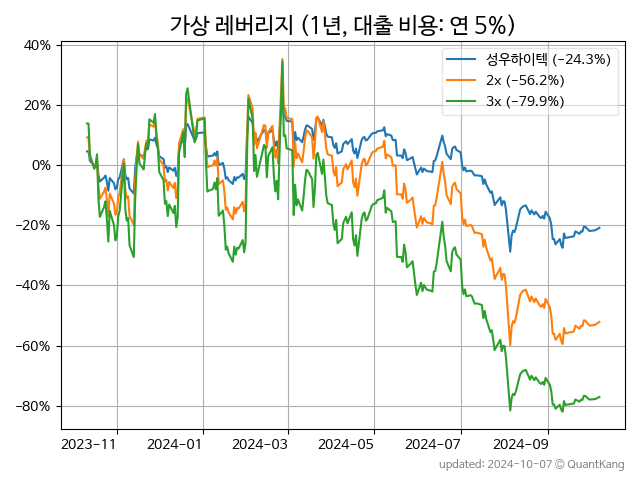 가상 레버리지 (1년, 대출 비용: 연 5%)
40%
20%
0%
−20%
−40%
−60%
−80%
성우하이텍 (−24.3%)
2x (−56.2%)
3x (−79.9%)
2023-11 2024-01 2024-03 2024-05 2024-07 2024-09
updated: 2024-10-07 © QuantKang